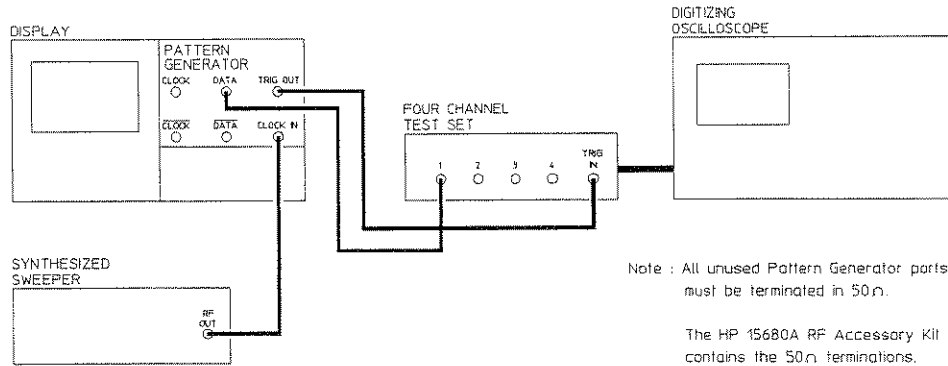 DISPLAY
PATTERN
GENERATOR
CLOCK DATA TRIG OUT
CLOCK DATA CLOCK IN
DIGITIZING
OSCILLOSCOPE
FOUR CHANNEL
TEST SET
1 2 3 4 TRIG
IN
SYNTHESIZED
SWEEPER
RF
OUT
Note : All unused Pattern Generator ports
must be terminated in 50Ω.
The HP 15680A RF Accessory Kit
contains the 50Ω terminations.